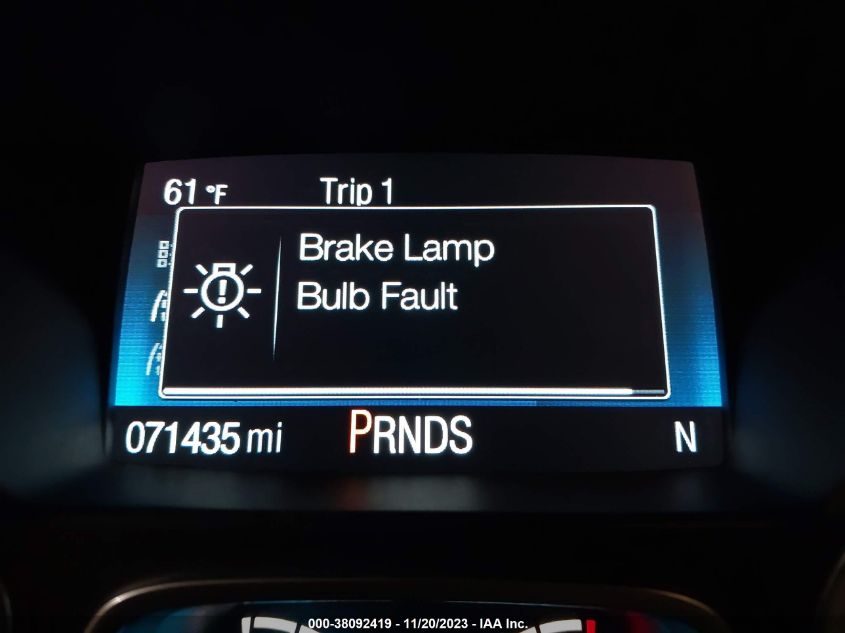 61 °F Trip 1
Brake Lamp
Bulb Fault
071435 mi PRNDS N
000-38092419 - 11/20/2023 - IAA Inc.